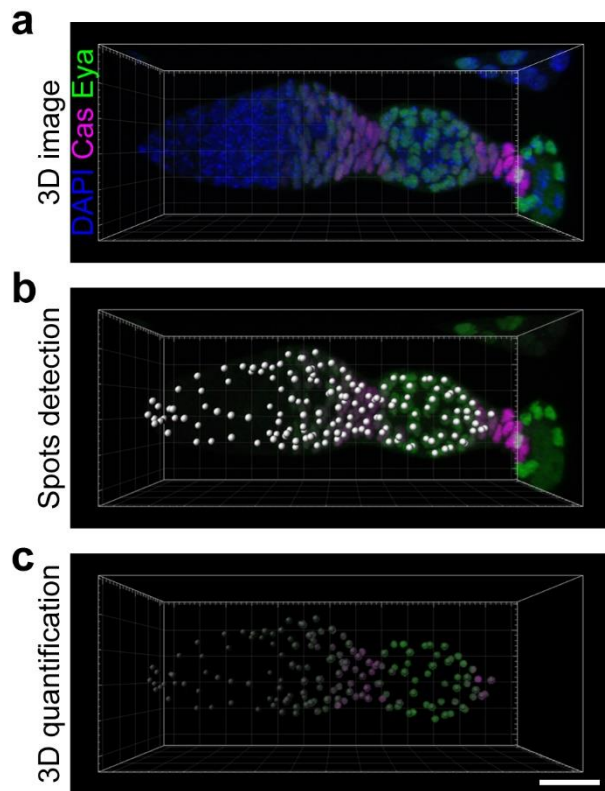 a
3D image
DAPI Cas Eya
b
Spots detection
c
3D quantification